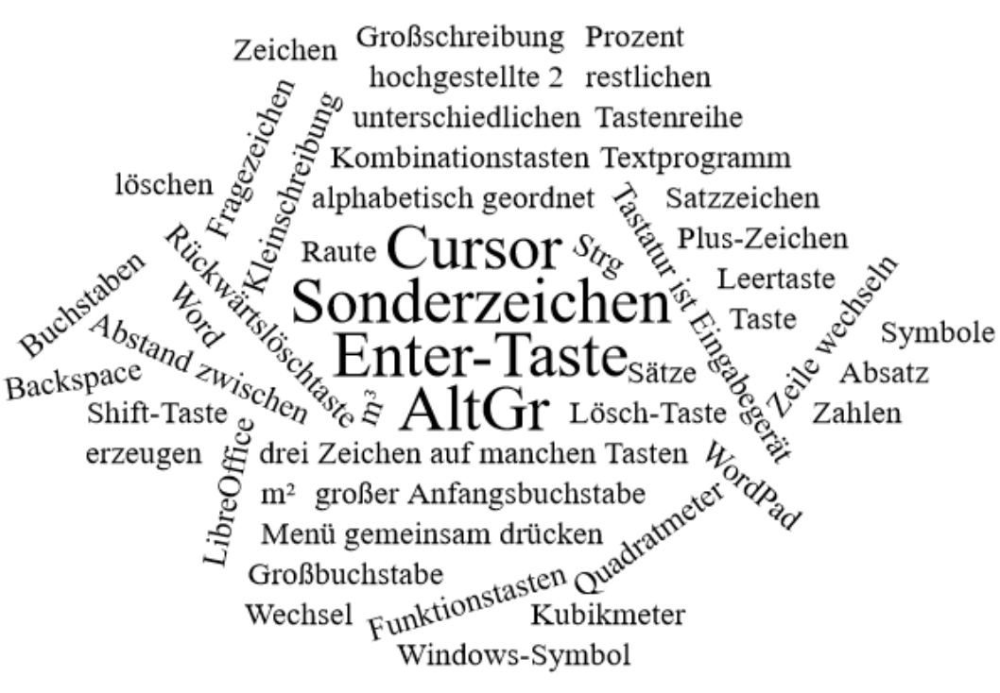 Zeichen
Großschreibung
Prozent
hochgestellte 2
restlichen
Fragezeichen
Kleinschreibung
unterschiedlichen
Tastenreihe
Kombinationstasten
Textprogramm
löschen
alphabetisch geordnet
Tastatur ist Eingabegerät
Satzzeichen
Rückwärtslöschtaste
Raute
Cursor
Strg
Plus-Zeichen
Buchstaben
Word
Sonderzeichen
Leertaste
Zeile wechseln
Taste
Abstand zwischen
Enter-Taste
Symbole
Backspace
Sätze
Absatz
Shift-Taste
m³
AltGr
Lösch-Taste
Zahlen
erzeugen
LibreOffice
drei Zeichen auf manchen Tasten
WordPad
m²
großer Anfangsbuchstabe
Menü
gemeinsam drücken
Quadratmeter
Großbuchstabe
Wechsel
Funktionstasten
Kubikmeter
Windows-Symbol